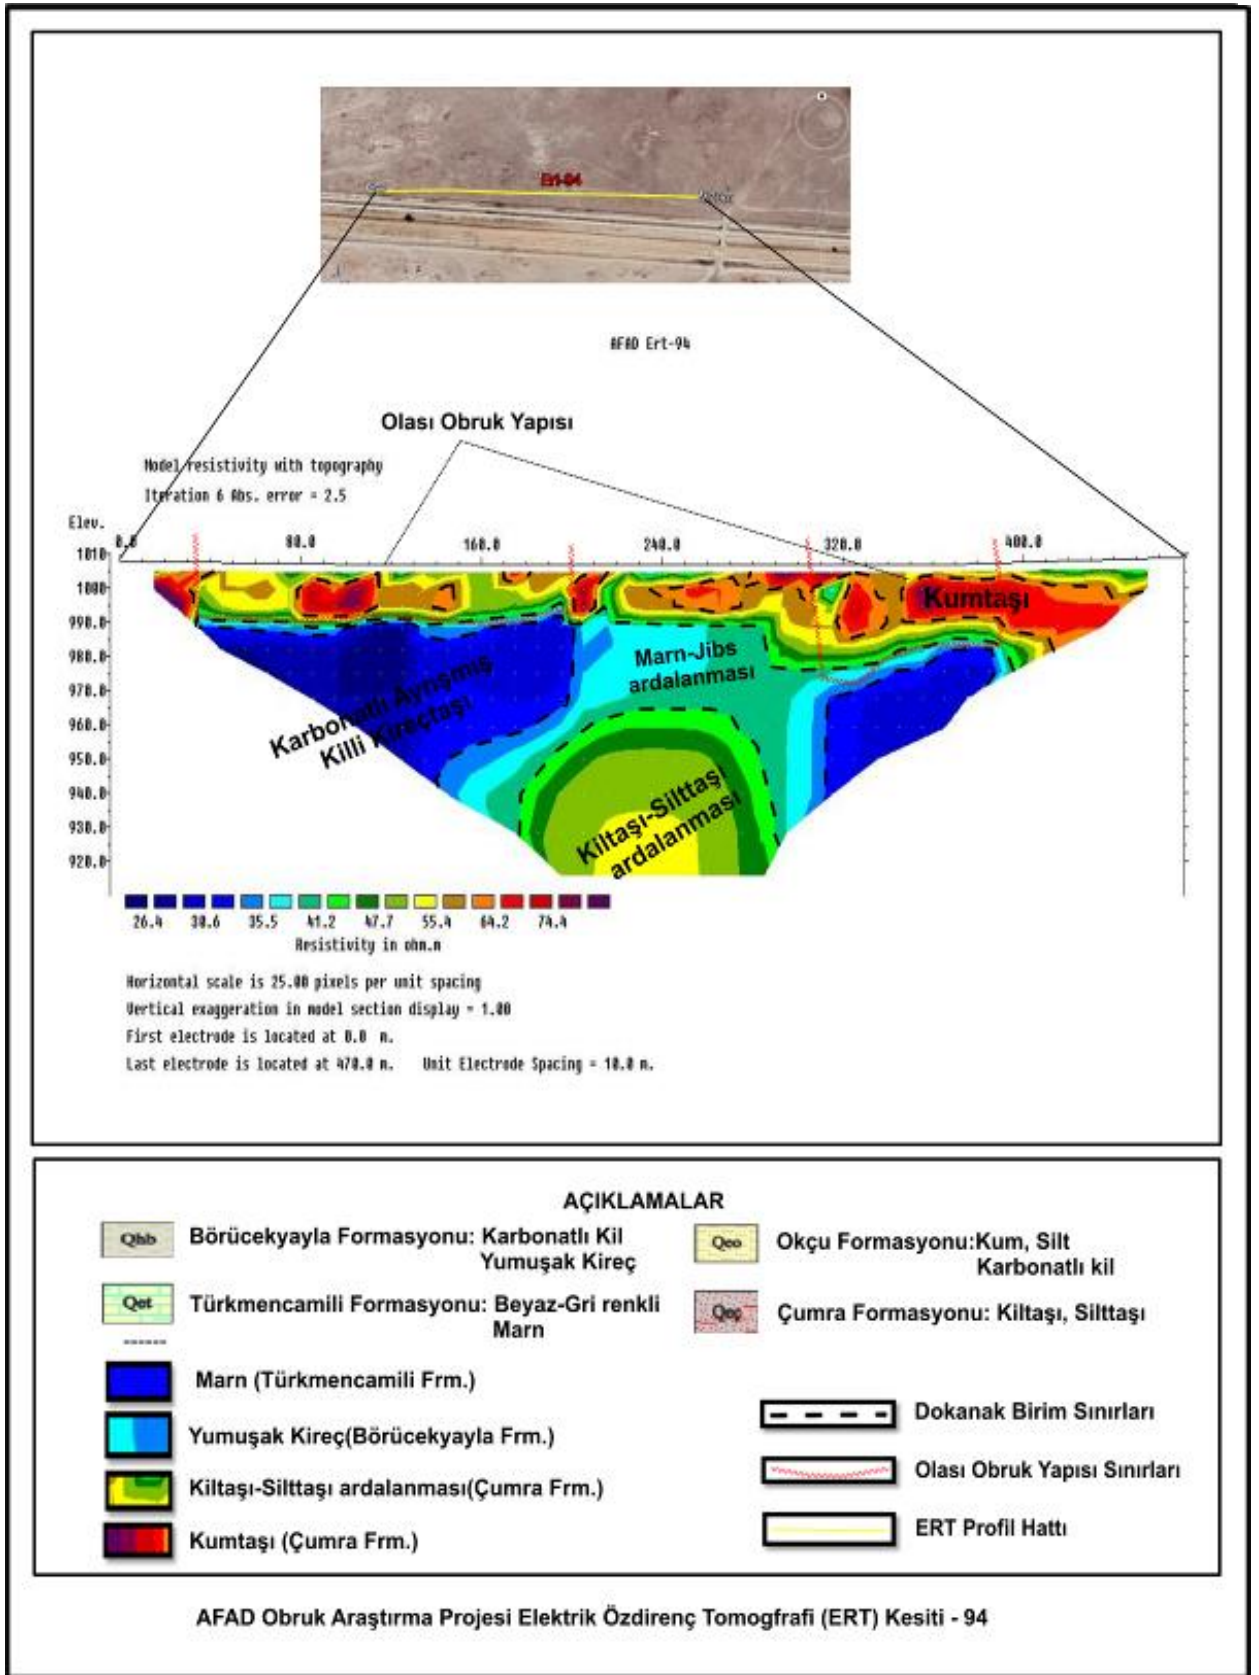 Ert-94
AFAD Ert-94
Olası Obruk Yapısı
Model resistivity with topography
Iteration 6 Abs. error = 2.5
Elev.
0.0 80.0 160.0 240.0 320.0 400.0
1010
1000
990.0
980.0
970.0
960.0
950.0
940.0
930.0
920.0
Kumtaşı
Marn-Jibs
ardalanması
Karbonatlı Ayrışmış
Killi Kireçtaşı
Kiltaşı-Silttaşı
ardalanması
26.4 30.6 35.5 41.2 47.7 55.4 64.2 74.4
Resistivity in ohm.m
Horizontal scale is 25.00 pixels per unit spacing
Vertical exaggeration in model section display = 1.00
First electrode is located at 0.0 m.
Last electrode is located at 470.0 m. Unit Electrode Spacing = 10.0 m.
AÇIKLAMALAR
Qhb Börücekyayla Formasyonu: Karbonatlı Kil
Yumuşak Kireç
Qet Türkmencamili Formasyonu: Beyaz-Gri renkli
Marn
Marn (Türkmencamili Frm.)
Yumuşak Kireç(Börücekyayla Frm.)
Kiltaşı-Silttaşı ardalanması(Çumra Frm.)
Kumtaşı (Çumra Frm.)
Qeo Okçu Formasyonu:Kum, Silt
Karbonatlı kil
Qeç Çumra Formasyonu: Kiltaşı, Silttaşı
Dokanak Birim Sınırları
Olası Obruk Yapısı Sınırları
ERT Profil Hattı
AFAD Obruk Araştırma Projesi Elektrik Özdirenç Tomogfrafi (ERT) Kesiti - 94